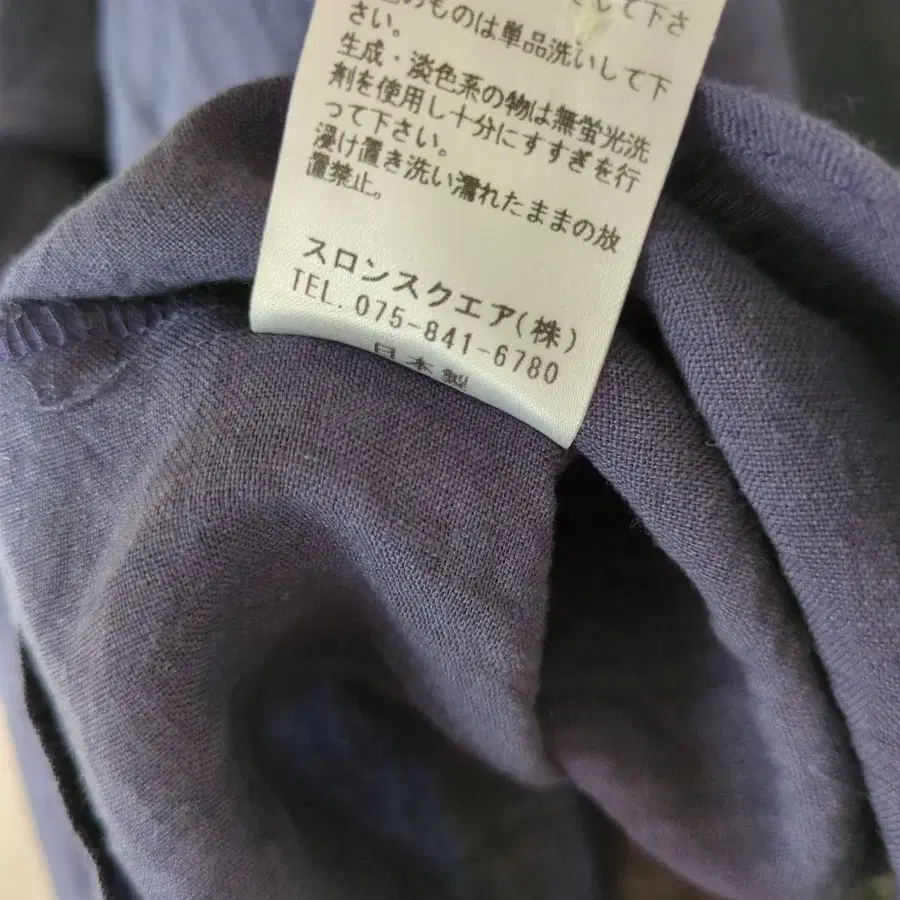 して下さ
のものは単品洗いして下
さい。
生成・淡色系の物は無蛍光洗
剤を使用し十分にすすぎを行
って下さい。
浸け置き洗い濡れたままの放
置禁止。
スロンスクエア(株)
TEL. 075-841-6780
日本製